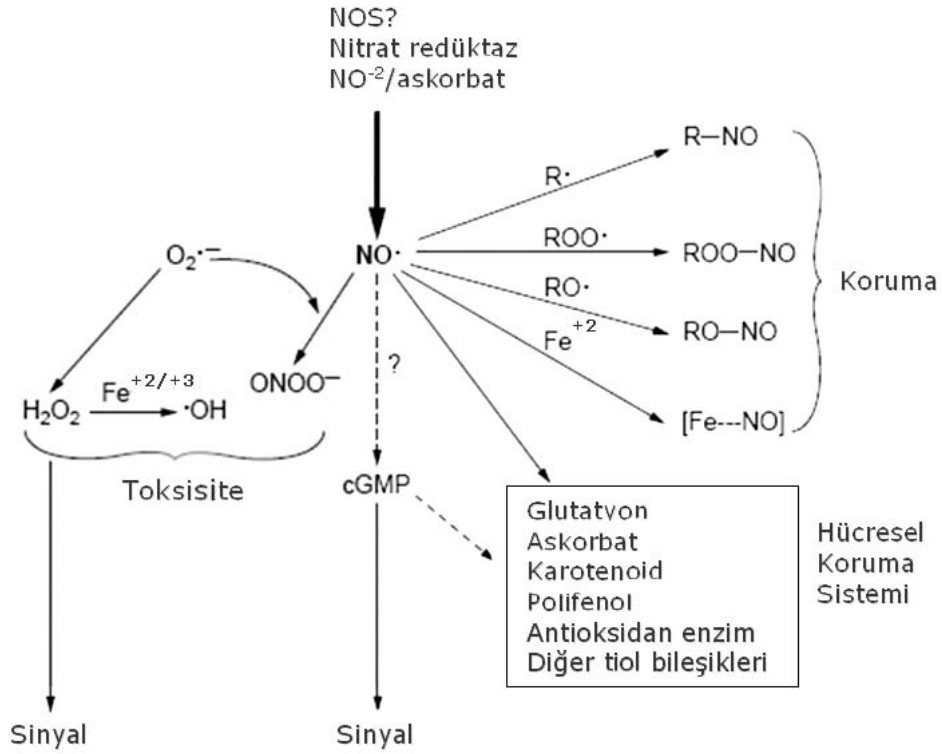 NOS?
Nitrat redüktaz
NO⁻²/askorbat
R–NO
R·
O₂·⁻
NO·
ROO·
ROO–NO
Koruma
RO·
RO–NO
Fe⁺²
?
ONOO⁻
H₂O₂
Fe⁺²/⁺³
·OH
[Fe---NO]
Toksisite
cGMP
Glutatvon
Askorbat
Karotenoid
Polifenol
Antioksidan enzim
Diğer tiol bileşikleri
Hücresel
Koruma
Sistemi
Sinyal
Sinyal